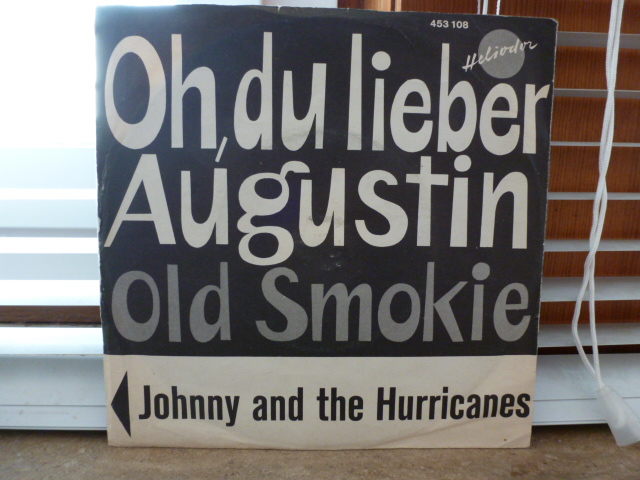 453 108
Heliodor
Oh, du lieber
Augustin
Old Smokie
Johnny and the Hurricanes